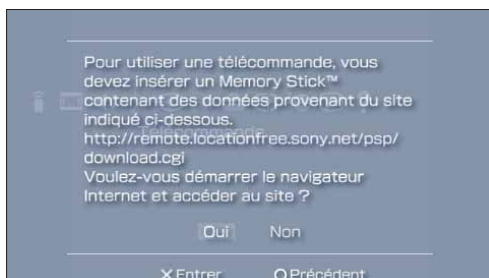 Pour utiliser une télécommande, vous
devez insérer un Memory Stick™
contenant des données provenant du site
indiqué ci-dessous.
Télécommande
http://remote.locationfree.sony.net/psp/
download.cgi
Voulez-vous démarrer le navigateur
Internet et accéder au site ?
Oui Non
✕Entrer ○Précédent